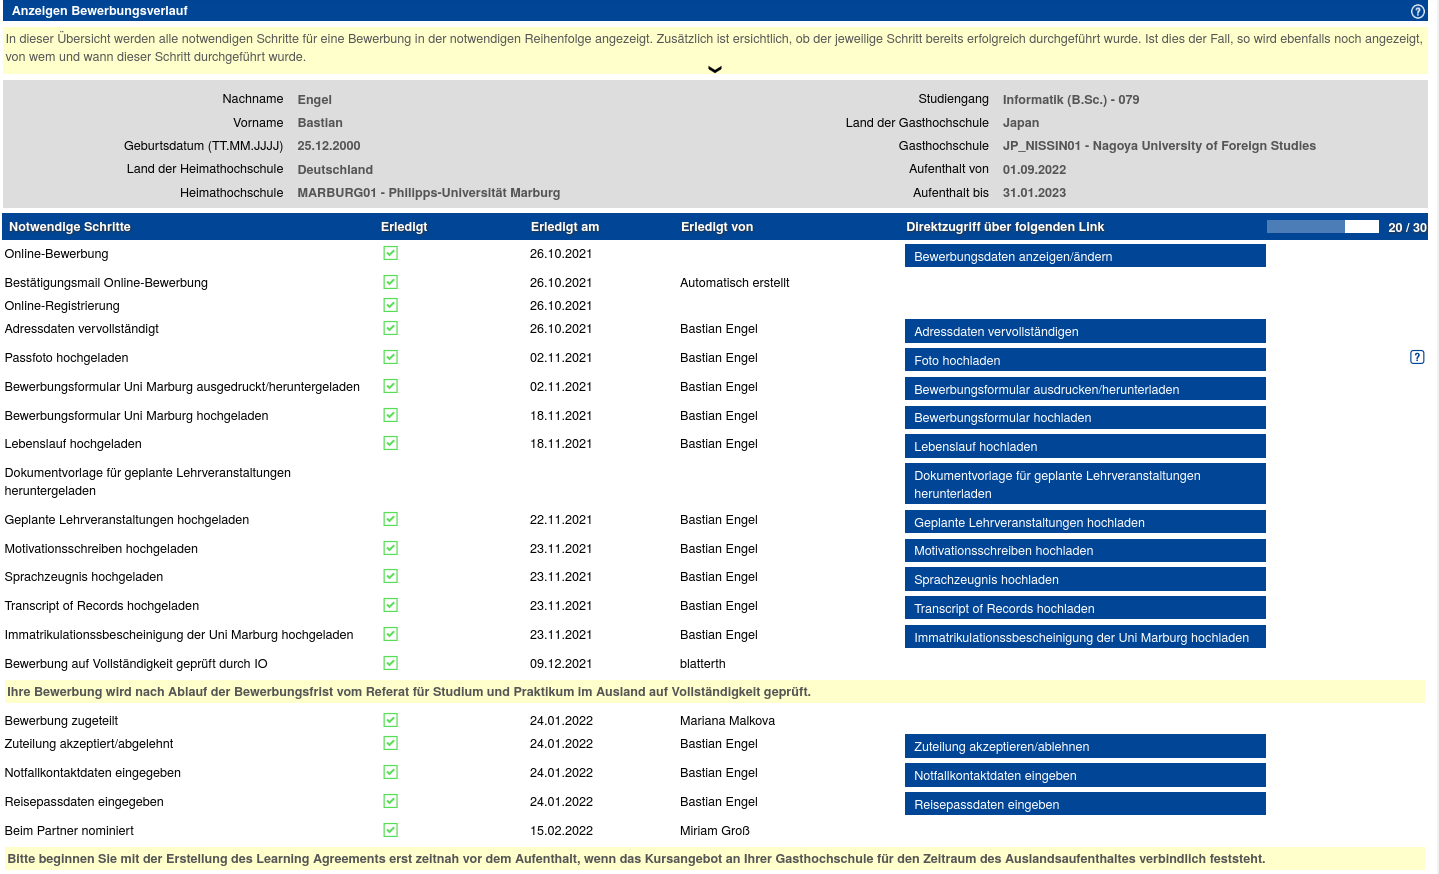 Anzeigen Bewerbungsverlauf
In dieser Übersicht werden alle notwendigen Schritte für eine Bewerbung in der notwendigen Reihenfolge angezeigt. Zusätzlich ist ersichtlich, ob der jeweilige Schritt bereits erfolgreich durchgeführt wurde. Ist dies der Fall, so wird ebenfalls noch angezeigt,
von wem und wann dieser Schritt durchgeführt wurde.
Nachname Engel Studiengang Informatik (B.Sc.) - 079
Vorname Bastian Land der Gasthochschule Japan
Geburtsdatum (TT.MM.JJJJ) 25.12.2000 Gasthochschule JP_NISSIN01 - Nagoya University of Foreign Studies
Land der Heimathochschule Deutschland Aufenthalt von 01.09.2022
Heimathochschule MARBURG01 - Philipps-Universität Marburg Aufenthalt bis 31.01.2023
Notwendige Schritte Erledigt Erledigt am Erledigt von Direktzugriff über folgenden Link 20 / 30
Online-Bewerbung 26.10.2021 Bewerbungsdaten anzeigen/ändern
Bestätigungsmail Online-Bewerbung 26.10.2021 Automatisch erstellt
Online-Registrierung 26.10.2021
Adressdaten vervollständigt 26.10.2021 Bastian Engel Adressdaten vervollständigen
Passfoto hochgeladen 02.11.2021 Bastian Engel Foto hochladen ?
Bewerbungsformular Uni Marburg ausgedruckt/heruntergeladen 02.11.2021 Bastian Engel Bewerbungsformular ausdrucken/herunterladen
Bewerbungsformular Uni Marburg hochgeladen 18.11.2021 Bastian Engel Bewerbungsformular hochladen
Lebenslauf hochgeladen 18.11.2021 Bastian Engel Lebenslauf hochladen
Dokumentvorlage für geplante Lehrveranstaltungen Dokumentvorlage für geplante Lehrveranstaltungen
heruntergeladen herunterladen
Geplante Lehrveranstaltungen hochgeladen 22.11.2021 Bastian Engel Geplante Lehrveranstaltungen hochladen
Motivationsschreiben hochgeladen 23.11.2021 Bastian Engel Motivationsschreiben hochladen
Sprachzeugnis hochgeladen 23.11.2021 Bastian Engel Sprachzeugnis hochladen
Transcript of Records hochgeladen 23.11.2021 Bastian Engel Transcript of Records hochladen
Immatrikulationssbescheinigung der Uni Marburg hochgeladen 23.11.2021 Bastian Engel Immatrikulationssbescheinigung der Uni Marburg hochladen
Bewerbung auf Vollständigkeit geprüft durch IO 09.12.2021 blatterth
Ihre Bewerbung wird nach Ablauf der Bewerbungsfrist vom Referat für Studium und Praktikum im Ausland auf Vollständigkeit geprüft.
Bewerbung zugeteilt 24.01.2022 Mariana Malkova
Zuteilung akzeptiert/abgelehnt 24.01.2022 Bastian Engel Zuteilung akzeptieren/ablehnen
Notfallkontaktdaten eingegeben 24.01.2022 Bastian Engel Notfallkontaktdaten eingeben
Reisepassdaten eingegeben 24.01.2022 Bastian Engel Reisepassdaten eingeben
Beim Partner nominiert 15.02.2022 Miriam Groß
Bitte beginnen Sie mit der Erstellung des Learning Agreements erst zeitnah vor dem Aufenthalt, wenn das Kursangebot an Ihrer Gasthochschule für den Zeitraum des Auslandsaufenthaltes verbindlich feststeht.